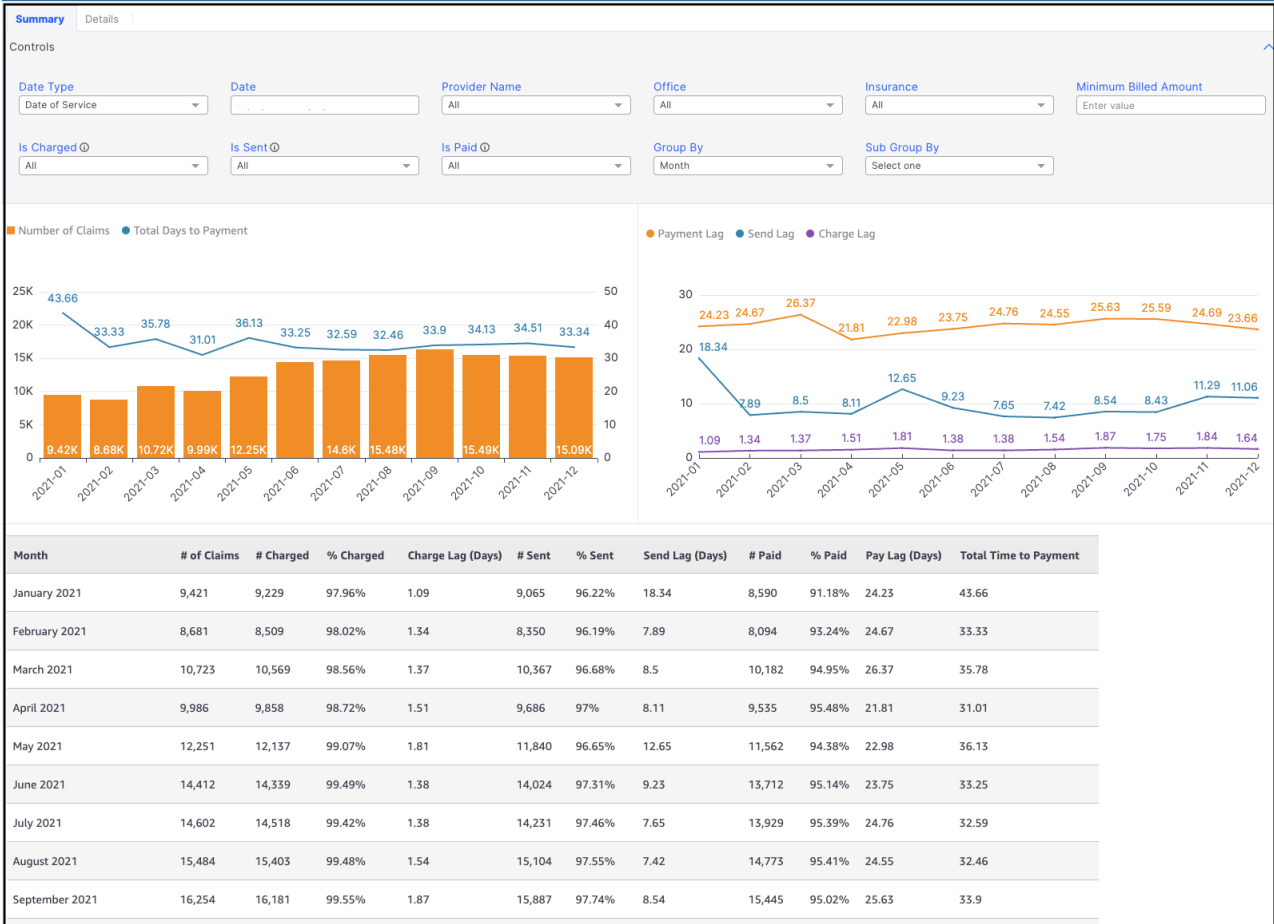 Summary Details
Controls
Date Type Date Provider Name Office Insurance Minimum Billed Amount
Date of Service All All All Enter value
Is Charged Is Sent Is Paid Group By Sub Group By
All All All Month Select one
Number of Claims Total Days to Payment
Payment Lag Send Lag Charge Lag
25K 20K 15K 10K 5K 0
43.66 33.33 35.78 31.01 36.13 33.25 32.59 32.46 33.9 34.13 34.51 33.34
50 40 30 20 10 0
9.42K 8.68K 10.72K 9.99K 12.25K 14.6K 15.48K 15.49K 15.09K
2021-01 2021-02 2021-03 2021-04 2021-05 2021-06 2021-07 2021-08 2021-09 2021-10 2021-11 2021-12
30 20 10 0
24.23 24.67 26.37 21.81 22.98 23.75 24.76 24.55 25.63 25.59 24.69 23.66
18.34 7.89 8.5 8.11 12.65 9.23 7.65 7.42 8.54 8.43 11.29 11.06
1.09 1.34 1.37 1.51 1.81 1.38 1.38 1.54 1.87 1.75 1.84 1.64
2021-01 2021-02 2021-03 2021-04 2021-05 2021-06 2021-07 2021-08 2021-09 2021-10 2021-11 2021-12
Month # of Claims # Charged % Charged Charge Lag (Days) # Sent % Sent Send Lag (Days) # Paid % Paid Pay Lag (Days) Total Time to Payment
January 2021 9,421 9,229 97.96% 1.09 9,065 96.22% 18.34 8,590 91.18% 24.23 43.66
February 2021 8,681 8,509 98.02% 1.34 8,350 96.19% 7.89 8,094 93.24% 24.67 33.33
March 2021 10,723 10,569 98.56% 1.37 10,367 96.68% 8.5 10,182 94.95% 26.37 35.78
April 2021 9,986 9,858 98.72% 1.51 9,686 97% 8.11 9,535 95.48% 21.81 31.01
May 2021 12,251 12,137 99.07% 1.81 11,840 96.65% 12.65 11,562 94.38% 22.98 36.13
June 2021 14,412 14,339 99.49% 1.38 14,024 97.31% 9.23 13,712 95.14% 23.75 33.25
July 2021 14,602 14,518 99.42% 1.38 14,231 97.46% 7.65 13,929 95.39% 24.76 32.59
August 2021 15,484 15,403 99.48% 1.54 15,104 97.55% 7.42 14,773 95.41% 24.55 32.46
September 2021 16,254 16,181 99.55% 1.87 15,887 97.74% 8.54 15,445 95.02% 25.63 33.9